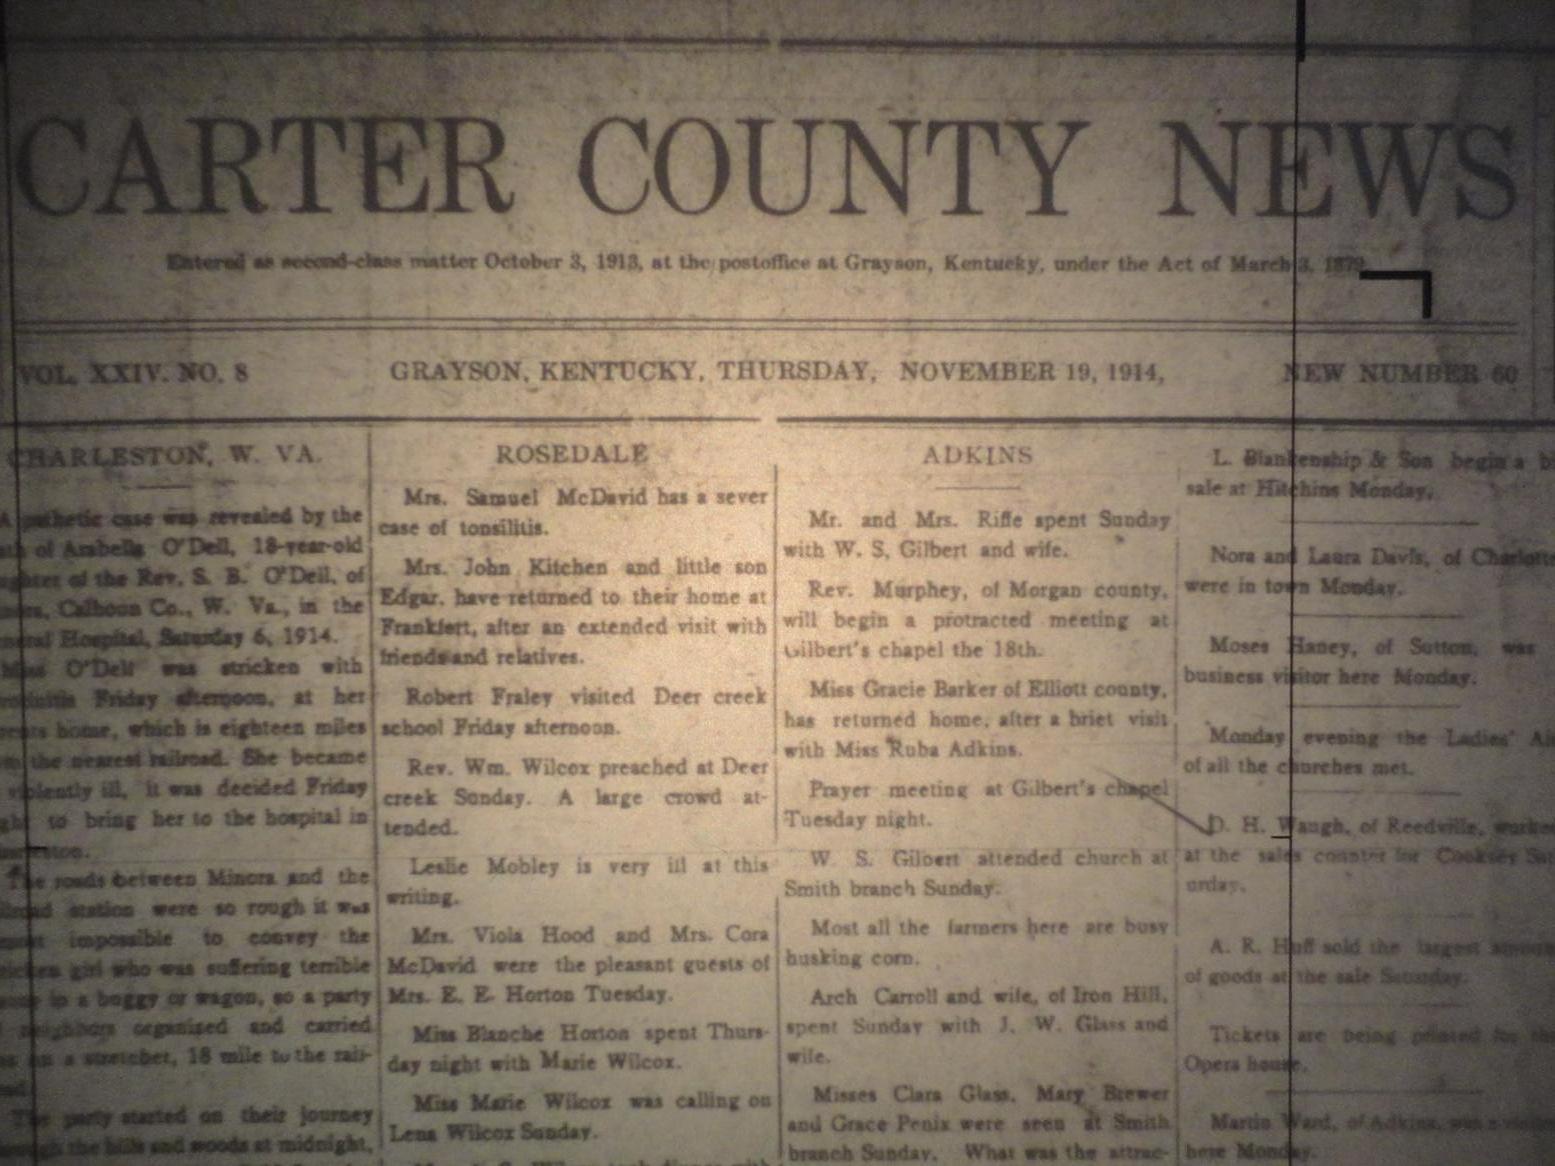 CARTER COUNTY NEWS
Entered as second-class matter October 3, 1913, at the postoffice at Grayson, Kentucky, under the Act of March 3, 1879
VOL. XXIV. NO. 8 GRAYSON, KENTUCKY, THURSDAY, NOVEMBER 19, 1914, NEW NUMBER 60
CHARLESTON, W. VA.
A pathetic case was revealed by the
of Arabella O'Dell, 18-year-old
of the Rev. S. B. O'Dell, of
Calhoun Co., W. Va., in the
Hospital, Saturday 6, 1914.
Miss O'Dell was stricken with
Friday afternoon, at her
home, which is eighteen miles
the nearest railroad. She became
violently ill, it was decided Friday
to bring her to the hospital in
The roads between Minora and the
station were so rough it was
impossible to convey the
girl who was suffering terrible
in a buggy or wagon, so a party
neighbors organized and carried
on a stretcher, 18 mile to the rail-
The party started on their journey
the hills and woods at midnight,
ROSEDALE
Mrs. Samuel McDavid has a sever
case of tonsilitis.
Mrs. John Kitchen and little son
Edgar, have returned to their home at
Frankfert, after an extended visit with
friends and relatives.
Robert Fraley visited Deer creek
school Friday afternoon.
Rev. Wm. Wilcox preached at Deer
creek Sunday. A large crowd at-
tended.
Leslie Mobley is very ill at this
writing.
Mrs. Viola Hood and Mrs. Cora
McDavid were the pleasant guests of
Mrs. E. E. Horton Tuesday.
Miss Blanche Horton spent Thurs-
day night with Marie Wilcox.
Miss Marie Wilcox was calling on
Lena Wilcox Sunday.
ADKINS
Mr. and Mrs. Riffe spent Sunday
with W. S. Gilbert and wife.
Rev. Murphey, of Morgan county,
will begin a protracted meeting at
Gilbert's chapel the 18th.
Miss Gracie Barker of Elliott county,
has returned home, after a briet visit
with Miss Ruba Adkins.
Prayer meeting at Gilbert's chapel
Tuesday night.
W. S. Gilbert attended church at
Smith branch Sunday.
Most all the farmers here are busy
husking corn.
Arch Carroll and wife, of Iron Hill,
spent Sunday with J. W. Glass and
wife.
Misses Clara Glass, Mary Brewer
and Grace Penix were seen at Smith
branch Sunday. What was the attrac-
L. Blankenship & Son begin a
sale at Hitchins Monday.
Nora and Laura Davis, of
were in town Monday.
Moses Haney, of Sutton, was
business visitor here Monday.
Monday evening the Ladies'
of all the churches met.
D. H. Waugh, of Reedville, worked
at the sales counter for Cooksey Sat
urday.
A. R. Huff sold the largest
of goods at the sale Saturday.
Tickets are being printed for the
Opera house.
Martin Ward, of Adkins, was a
here Monday.